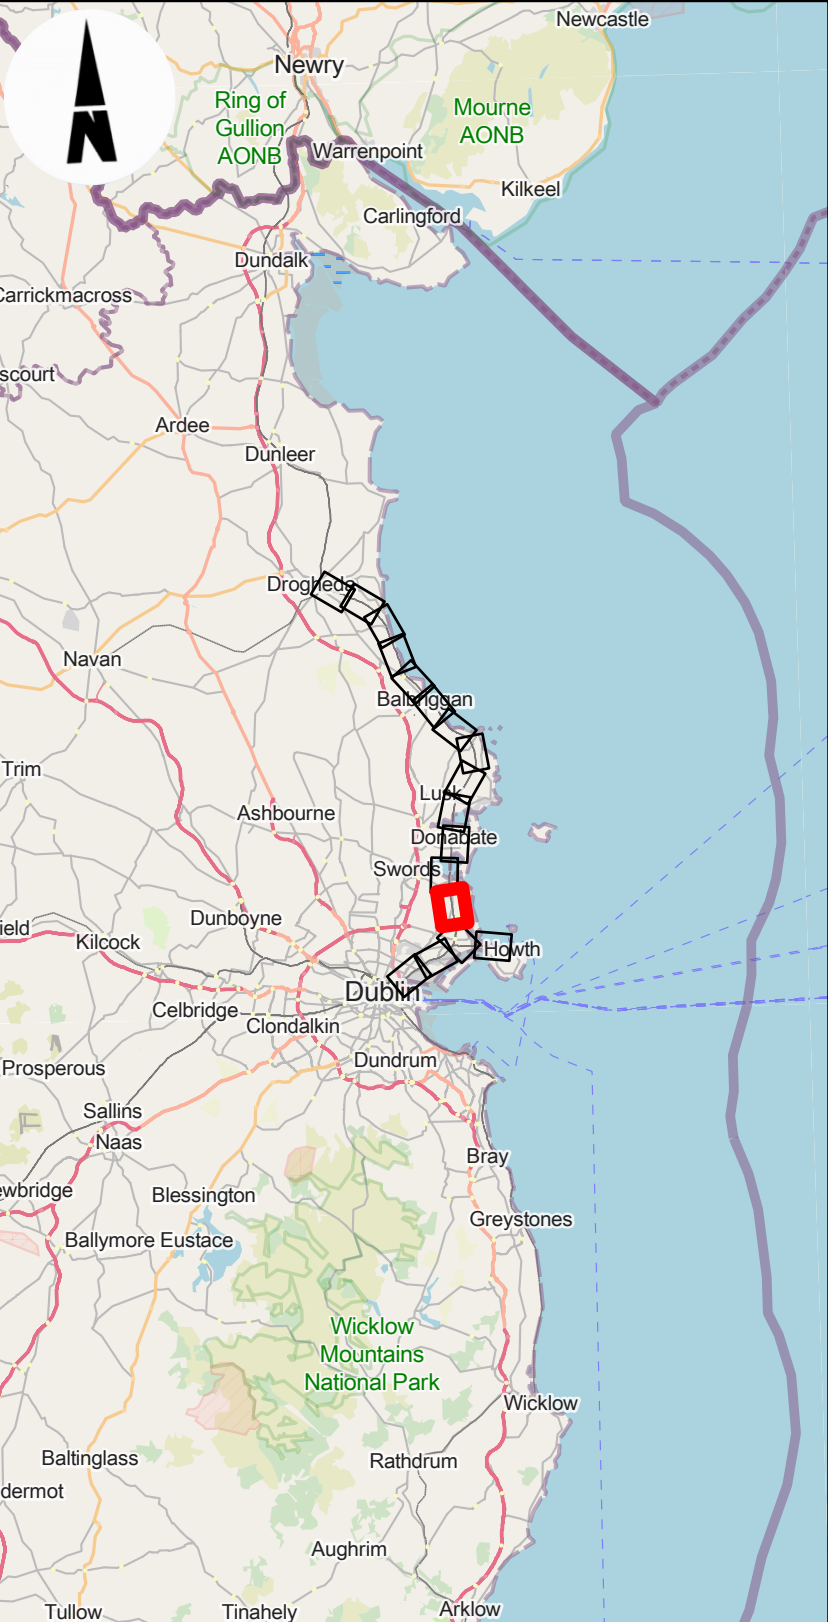 Newcastle
Newry
Ring of
Gullion
AONB
Mourne
AONB
N
Warrenpoint
Kilkeel
Carlingford
Dundalk
Carrickmacross
scourt
Ardee
Dunleer
Drogheda
Navan
Balbriggan
Trim
Lusk
Ashbourne
Donabate
Swords
Dunboyne
ield
Kilcock
Howth
Dublin
Celbridge
Clondalkin
Dundrum
Prosperous
Sallins
Naas
Bray
ewbridge
Blessington
Greystones
Ballymore Eustace
Wicklow
Mountains
National Park
Wicklow
Baltinglass
Rathdrum
dermot
Aughrim
Tullow
Tinahely
Arklow